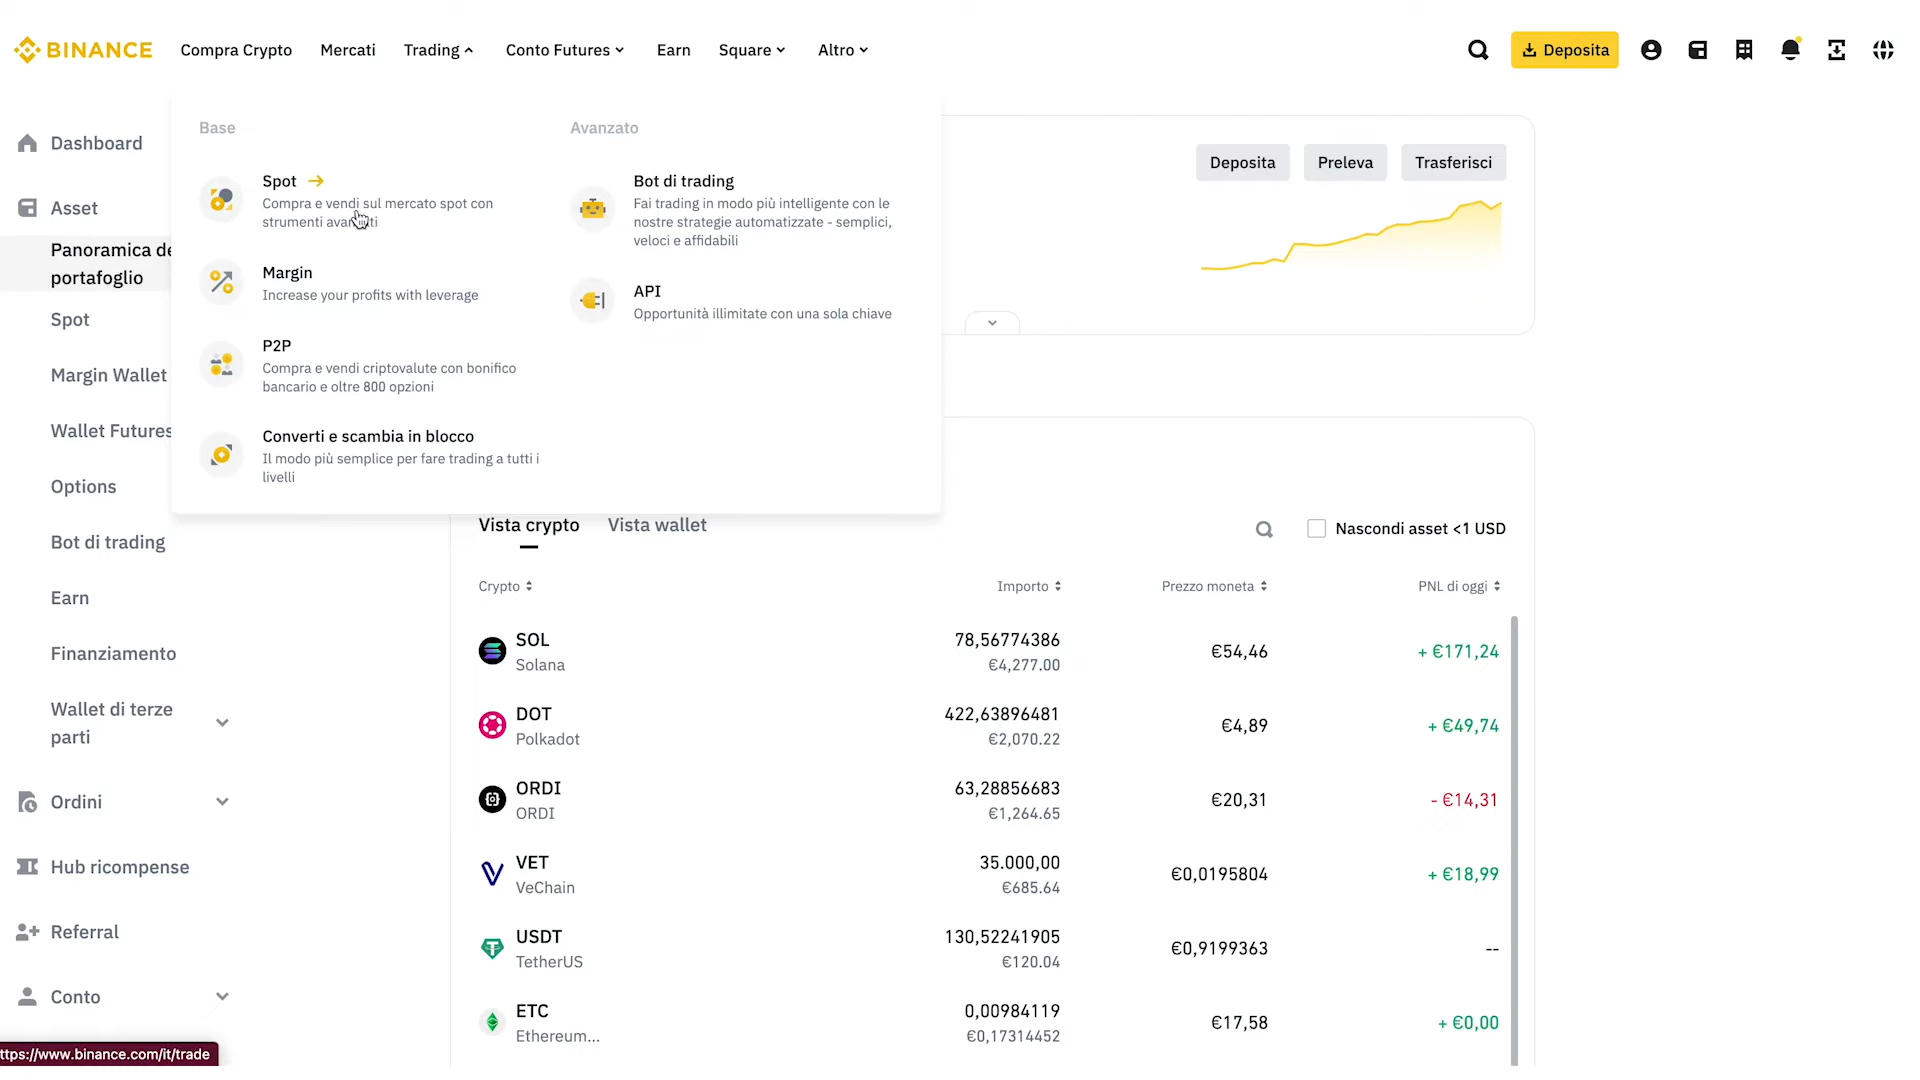 BINANCE Compra Crypto Mercati Trading Conto Futures Earn Square Altro Deposita
Base
Spot
Compra e vendi sul mercato spot con
strumenti avanzati
Margin
Increase your profits with leverage
P2P
Compra e vendi criptovalute con bonifico
bancario e oltre 800 opzioni
Converti e scambia in blocco
Il modo più semplice per fare trading a tutti i
livelli
Avanzato
Bot di trading
Fai trading in modo più intelligente con le
nostre strategie automatizzate - semplici,
veloci e affidabili
API
Opportunità illimitate con una sola chiave
Dashboard
Asset
Panoramica de
portafoglio
Spot
Margin Wallet
Wallet Futures
Options
Bot di trading
Earn
Finanziamento
Wallet di terze
parti
Ordini
Hub ricompense
Referral
Conto
ttps://www.binance.com/it/trade
Deposita Preleva Trasferisci
Vista crypto Vista wallet Nascondi asset <1 USD
Crypto Importo Prezzo moneta PNL di oggi
SOL 78,56774386 €54,46 + €171,24
Solana €4,277.00
DOT 422,63896481 €4,89 + €49,74
Polkadot €2,070.22
ORDI 63,28856683 €20,31 - €14,31
ORDI €1,264.65
VET 35.000,00 €0,0195804 + €18,99
VeChain €685.64
USDT 130,52241905 €0,9199363 --
TetherUS €120.04
ETC 0,00984119 €17,58 + €0,00
Ethereum... €0,17314452